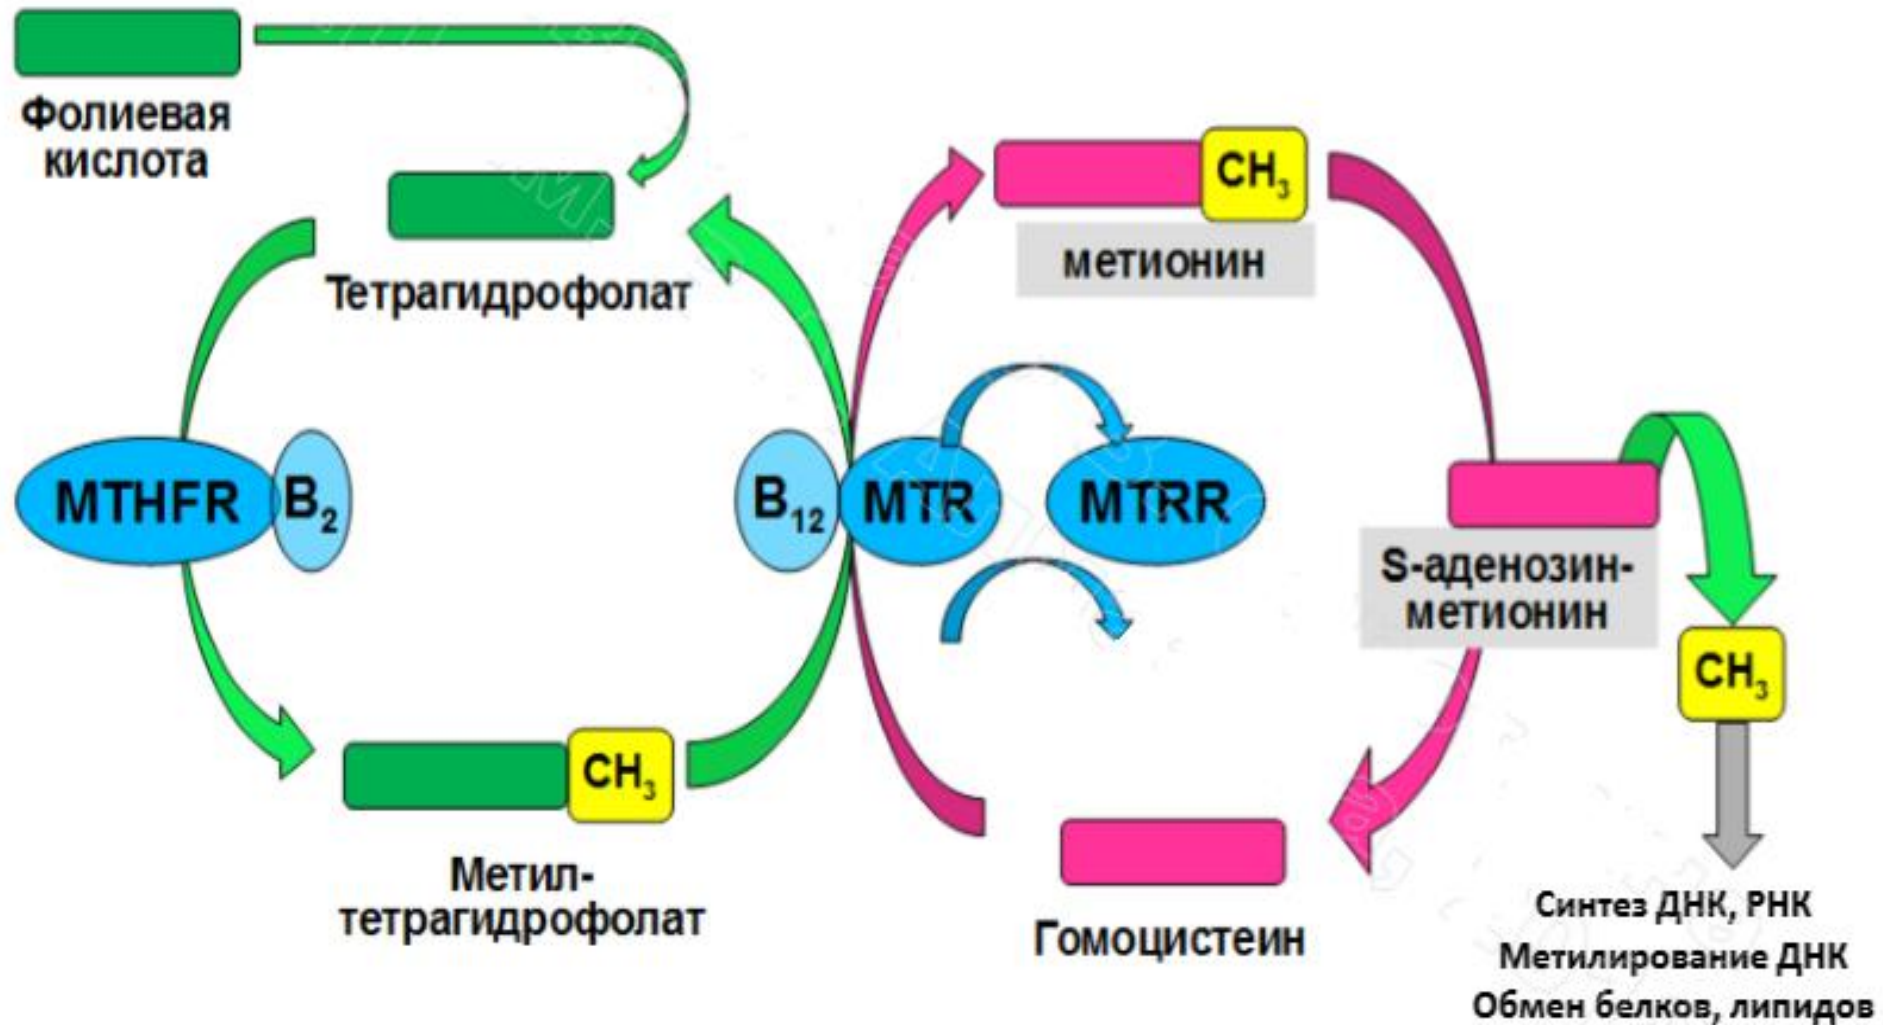 Фолиевая
кислота
Тетрагидрофолат
MTHFR
B2
Метил-
тетрагидрофолат
CH3
B12
MTR
MTRR
CH3
метионин
S-аденозин-
метионин
CH3
Гомоцистеин
Синтез ДНК, РНК
Метилирование ДНК
Обмен белков, липидов